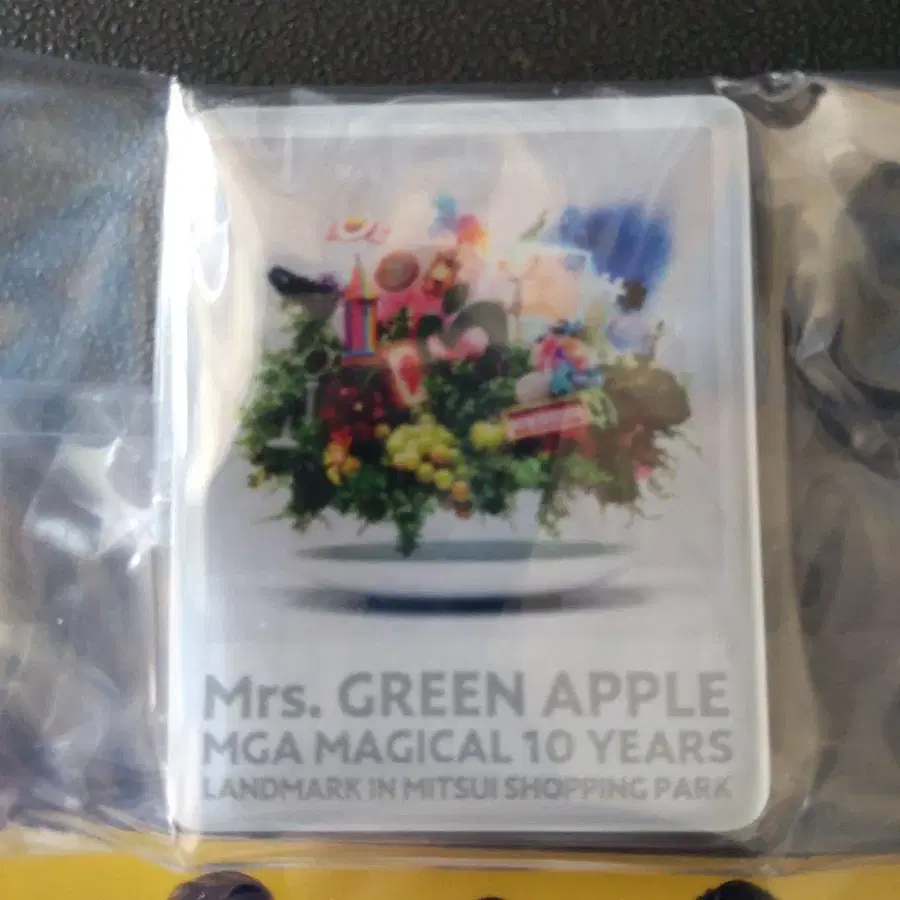 Mrs. GREEN APPLE
MGA MAGICAL 10 YEARS
LANDMARK IN MITSUI SHOPPING PARK